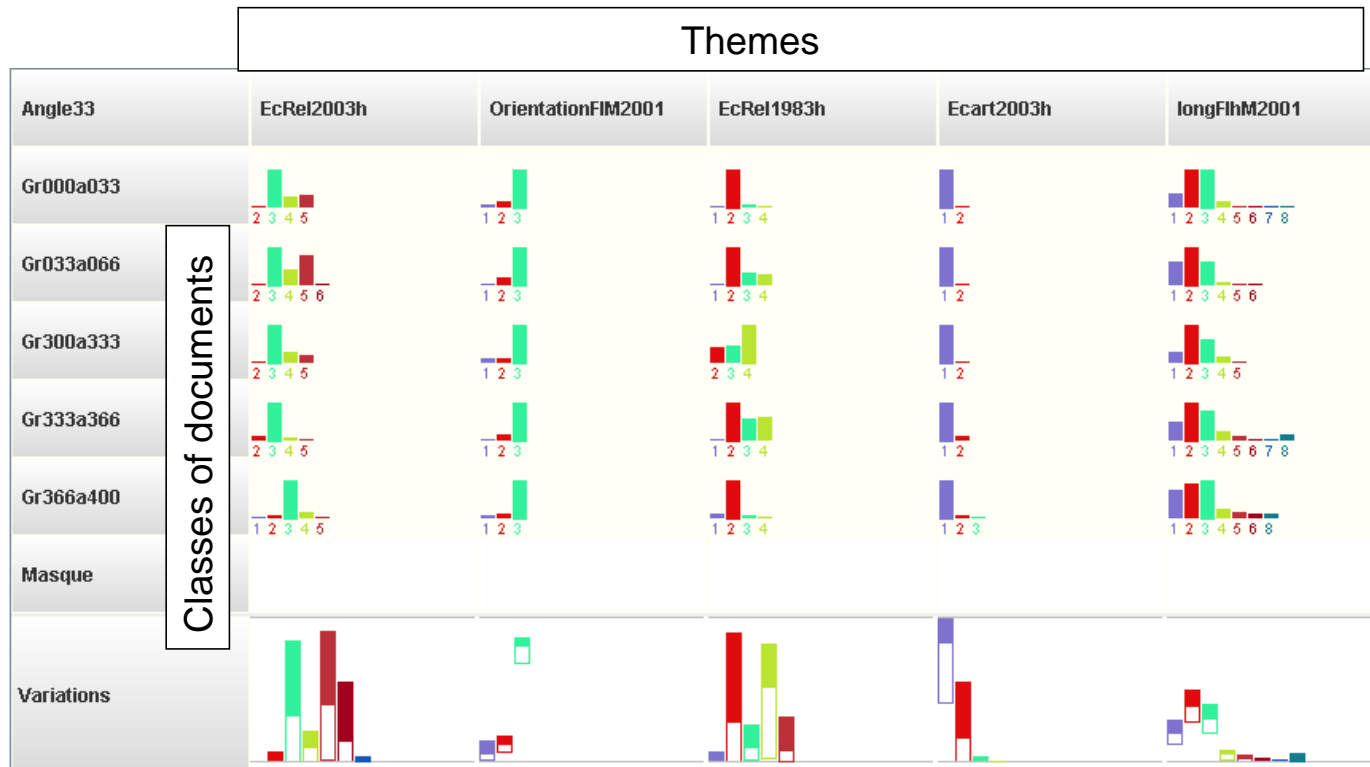 Themes
Angle33 EcRel2003h OrientationFlM2001 EcRel1983h Ecart2003h longFlhM2001
Gr000a033
2 3 4 5 1 2 3 1 2 3 4 1 2 1 2 3 4 5 6 7 8
Gr033a066
2 3 4 5 6 1 2 3 1 2 3 4 1 2 1 2 3 4 5 6
Classes of documents
Gr300a333
2 3 4 5 1 2 3 2 3 4 1 2 1 2 3 4 5
Gr333a366
2 3 4 5 1 2 3 1 2 3 4 1 2 1 2 3 4 5 6 7 8
Gr366a400
1 2 3 4 5 1 2 3 1 2 3 4 1 2 3 1 2 3 4 5 6 8
Masque
Variations